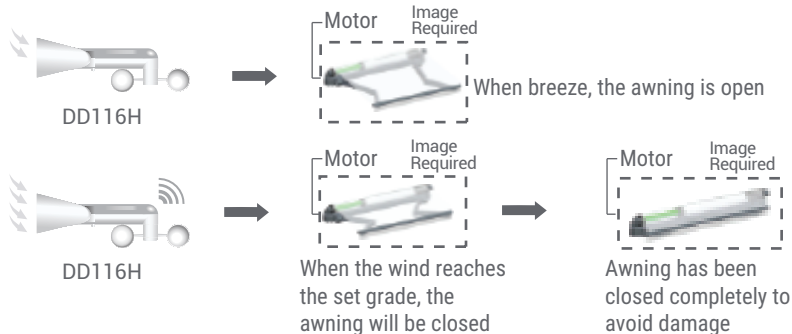 Motor
Image
Required
DD116H
When breeze, the awning is open
Motor
Image
Required
Motor
Image
Required
DD116H
When the wind reaches
the set grade, the
awning will be closed
Awning has been
closed completely to
avoid damage